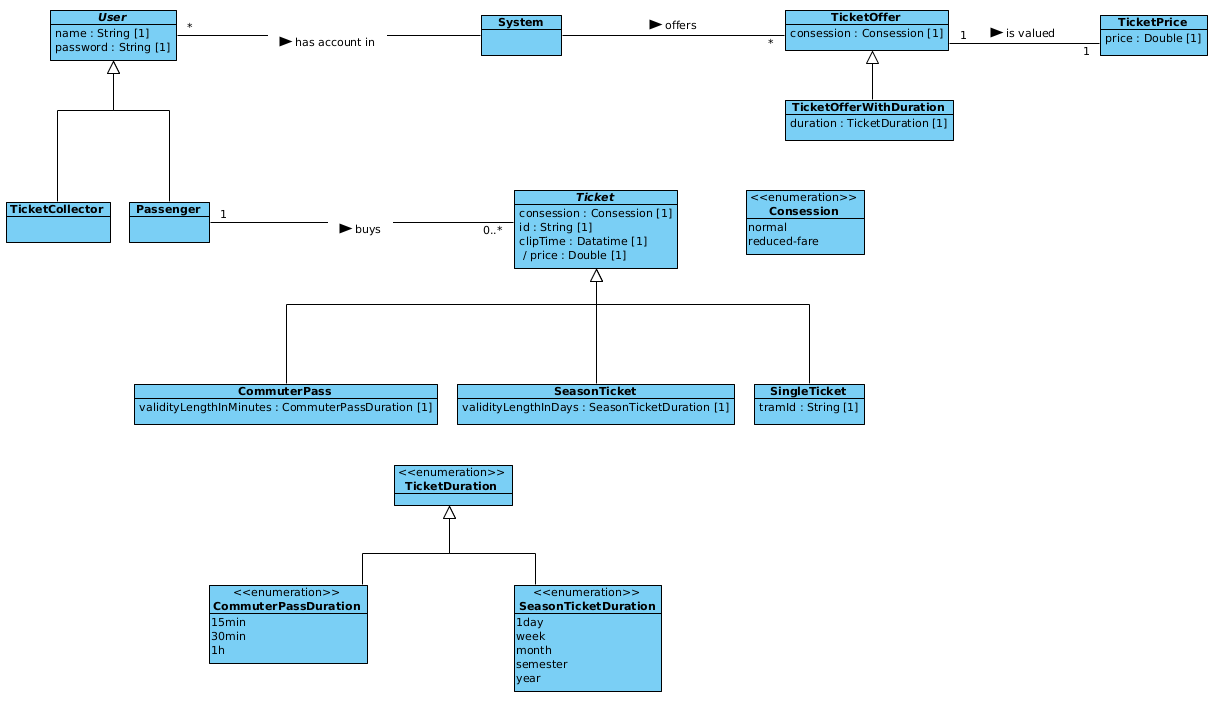 User
name : String [1]
password : String [1]
*
has account in
System
offers
*
TicketOffer
consession : Consession [1]
1
is valued
1
TicketPrice
price : Double [1]
TicketOfferWithDuration
duration : TicketDuration [1]
TicketCollector
Passenger
1
buys
0..*
Ticket
consession : Consession [1]
id : String [1]
clipTime : Datatime [1]
/ price : Double [1]
<<enumeration>>
Consession
normal
reduced-fare
CommuterPass
validityLengthInMinutes : CommuterPassDuration [1]
SeasonTicket
validityLengthInDays : SeasonTicketDuration [1]
SingleTicket
tramId : String [1]
<<enumeration>>
TicketDuration
<<enumeration>>
CommuterPassDuration
15min
30min
1h
<<enumeration>>
SeasonTicketDuration
1day
week
month
semester
year